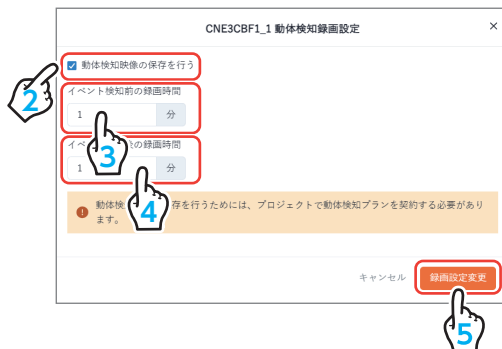 CNE3CBF1_1 動体検知録画設定
×
動体検知映像の保存を行う
2
イベント検知前の録画時間
1 分
3
イベ の録画時間
1 分
4
動体検 存を行うためには、プロジェクトで動体検知プランを契約する必要があり
ます。
キャンセル 録画設定変更
5